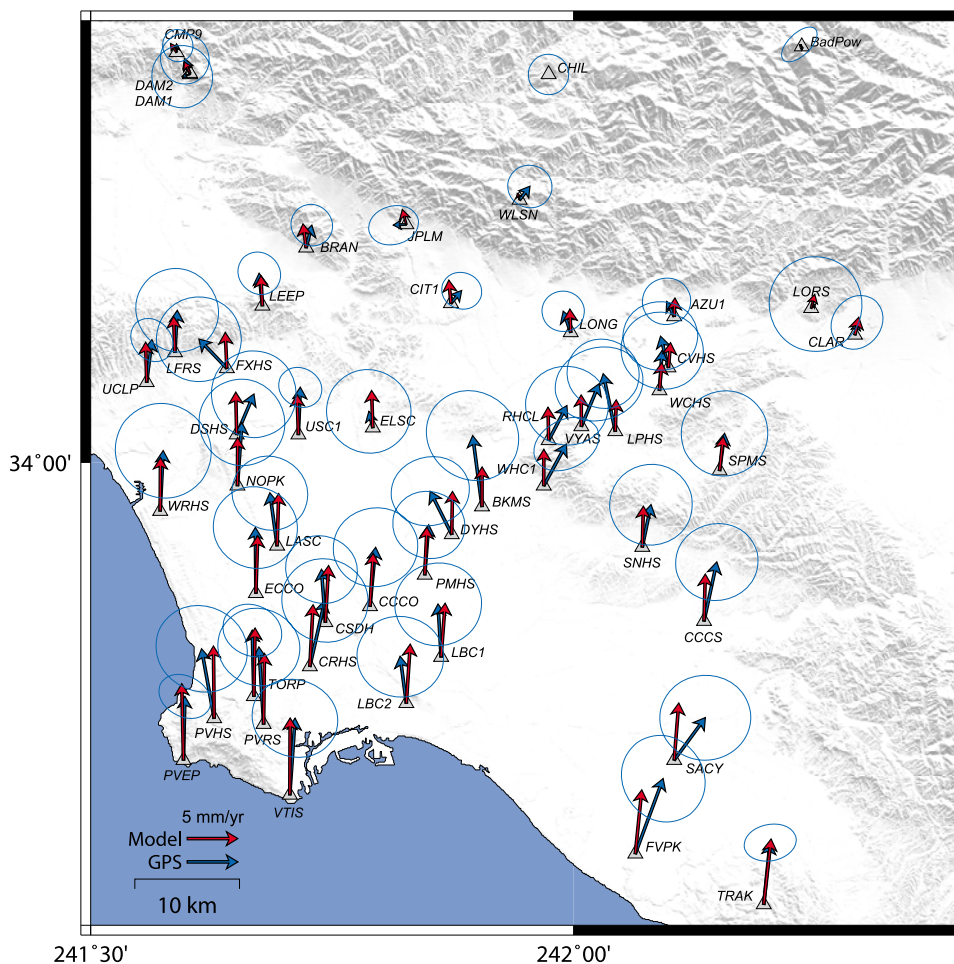 CMP9
BadPow
CHIL
DAM2
DAM1
WLSN
JPLM
BRAN
CIT1
LEEP
LORS
AZU1
LONG
CLAR
LFRS
FXHS
CVHS
UCLP
WCHS
RHCL
DSHS
USC1
ELSC
VYAS
LPHS
34°00'
WHC1
SPMS
NOPK
BKMS
WRHS
DYHS
LASC
SNHS
ECCO
PMHS
CCCO
CSDH
CCCS
LBC1
CRHS
TORP
LBC2
PVHS
PVRS
PVEP
SACY
VTIS
5 mm/yr
Model
GPS
FVPK
10 km
TRAK
241°30'
242°00'